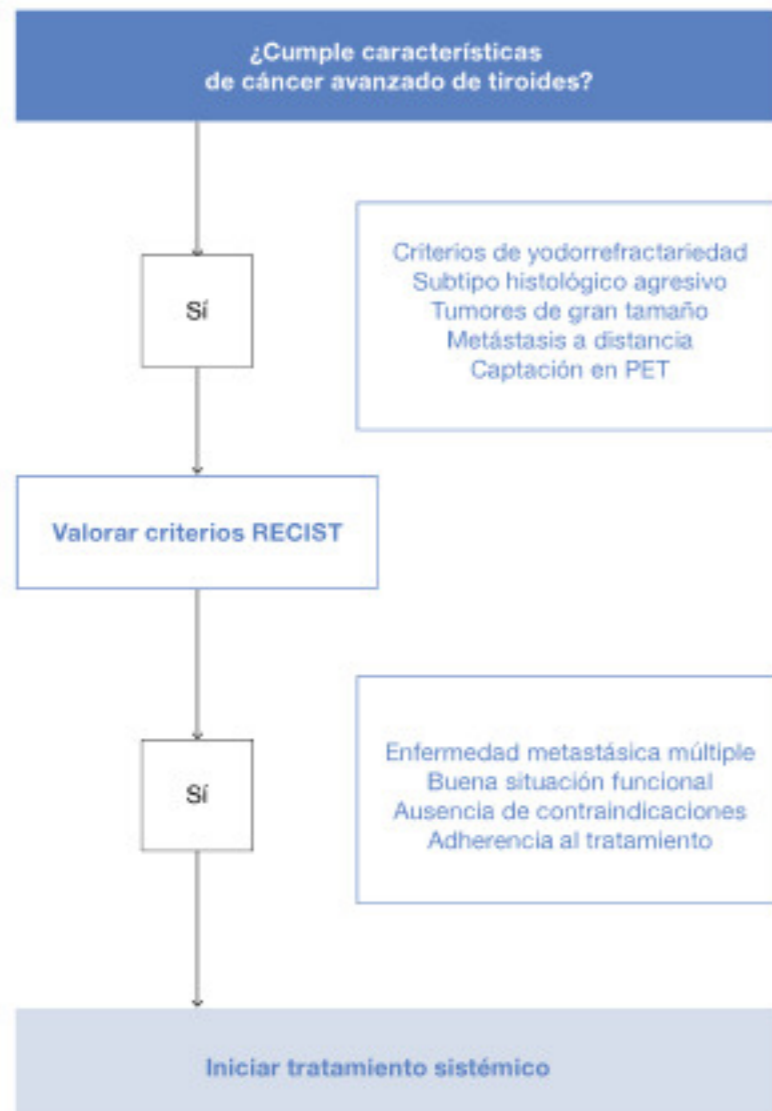 ¿Cumple características
de cáncer avanzado de tiroides?
Sí
Criterios de yodorrefractariedad
Subtipo histológico agresivo
Tumores de gran tamaño
Metástasis a distancia
Captación en PET
Valorar criterios RECIST
Sí
Enfermedad metastásica múltiple
Buena situación funcional
Ausencia de contraindicaciones
Adherencia al tratamiento
Iniciar tratamiento sistémico